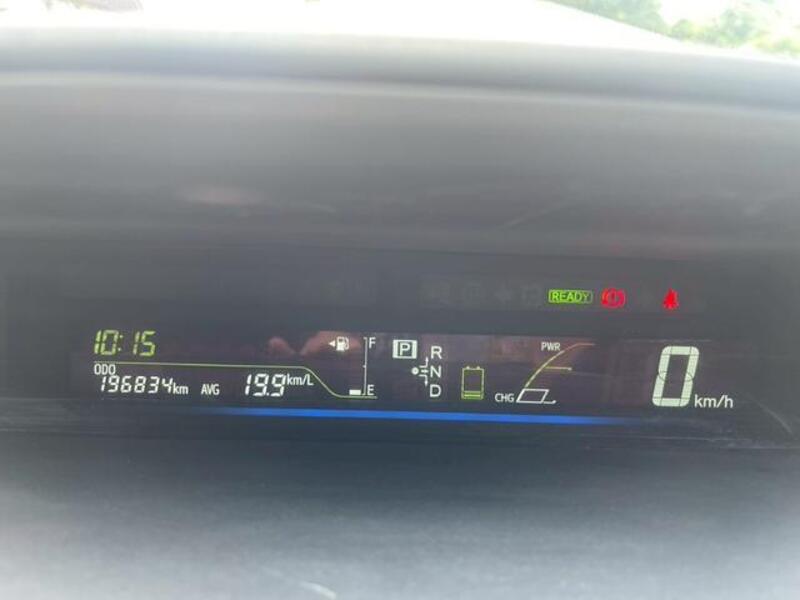 READY
10:15
ODO
196834km AVG 19.9km/L
F
E
P
R
N
D
PWR
CHG
0 km/h